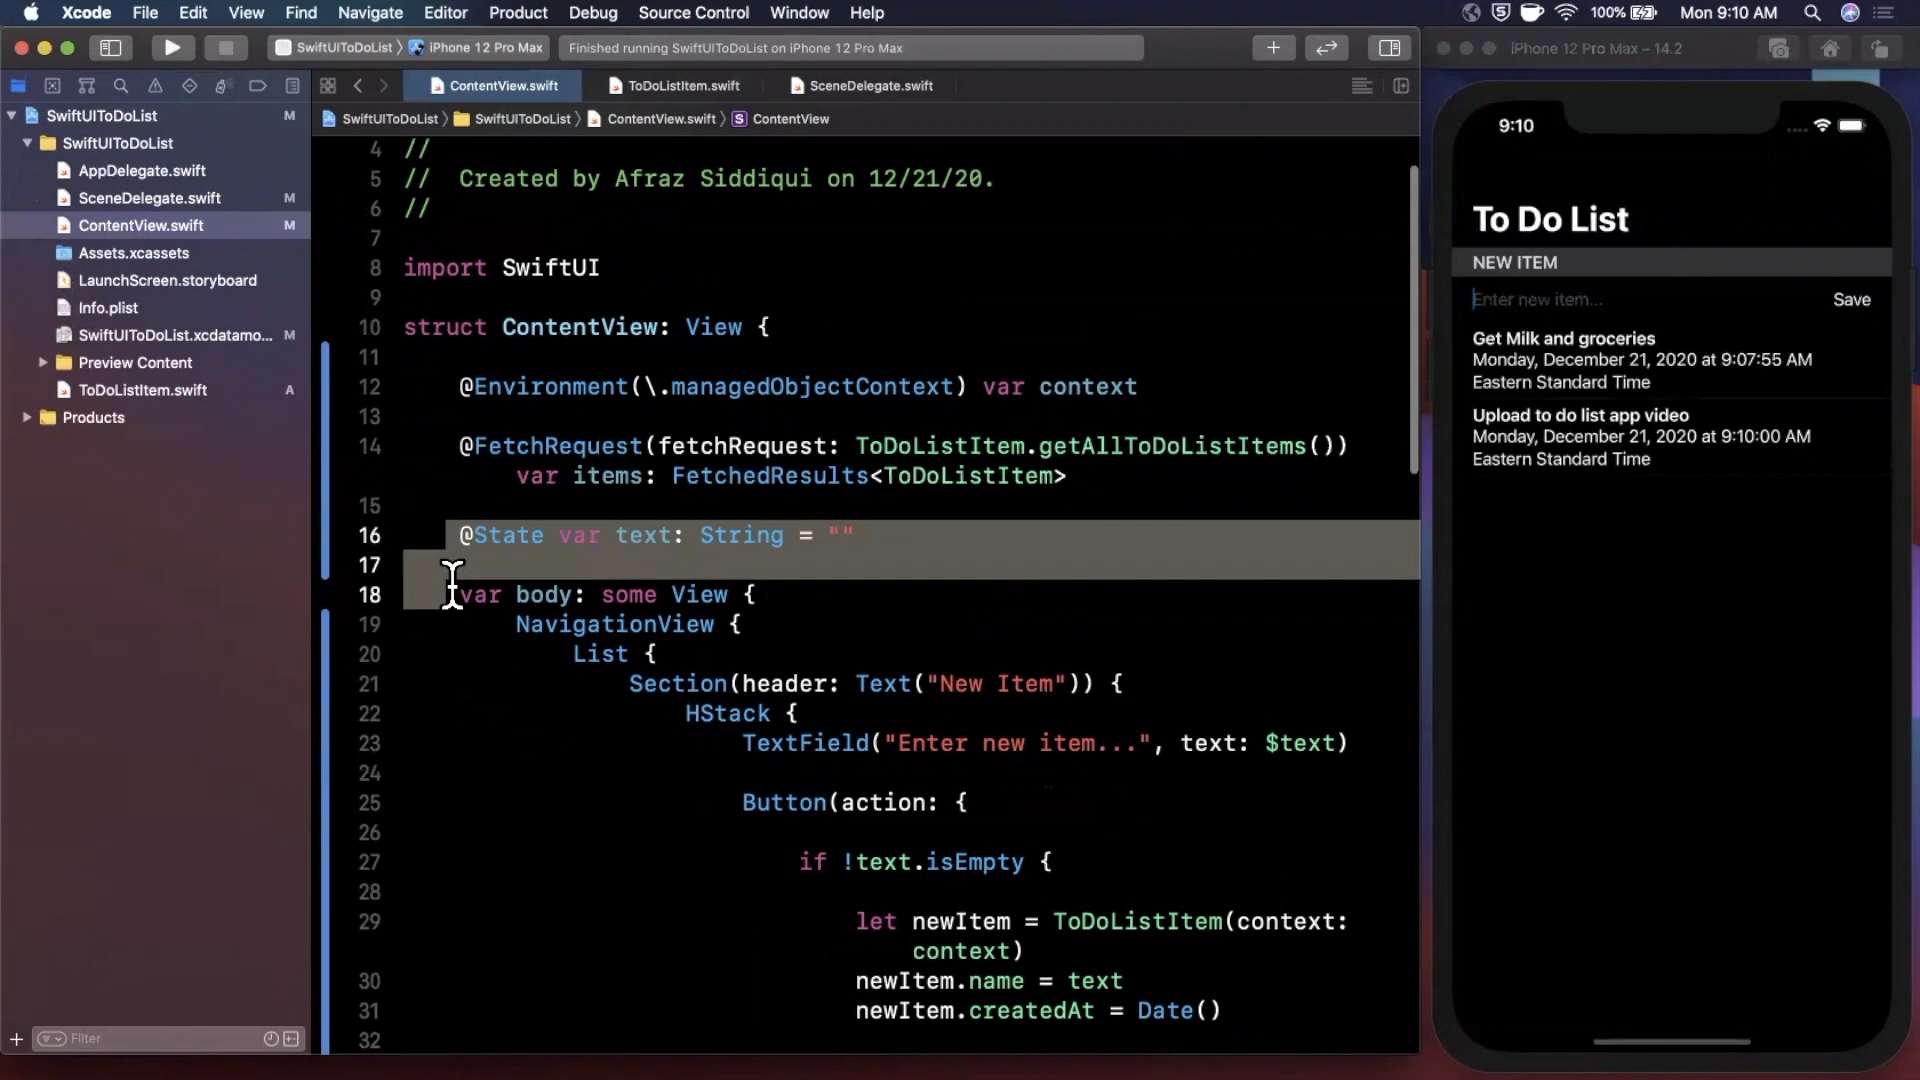 Xcode File Edit View Find Navigate Editor Product Debug Source Control Window Help
100% Mon 9:10 AM
SwiftUIToDoList iPhone 12 Pro Max
Finished running SwiftUIToDoList on iPhone 12 Pro Max
iPhone 12 Pro Max – 14.2
ContentView.swift
ToDoListItem.swift
SceneDelegate.swift
SwiftUIToDoList SwiftUIToDoList ContentView.swift S ContentView
SwiftUIToDoList M
SwiftUIToDoList
AppDelegate.swift
SceneDelegate.swift M
ContentView.swift M
Assets.xcassets
LaunchScreen.storyboard
Info.plist
SwiftUIToDoList.xcdatamo... M
Preview Content
ToDoListItem.swift A
Products
Filter
4 //
5 //  Created by Afraz Siddiqui on 12/21/20.
6 //
7
8 import SwiftUI
9
10 struct ContentView: View {
11
12 @Environment(\.managedObjectContext) var context
13
14 @FetchRequest(fetchRequest: ToDoListItem.getAllToDoListItems())
var items: FetchedResults<ToDoListItem>
15
16 @State var text: String = ""
17
18 var body: some View {
19 NavigationView {
20 List {
21 Section(header: Text("New Item")) {
22 HStack {
23 TextField("Enter new item...", text: $text)
24
25 Button(action: {
26
27 if !text.isEmpty {
28
29 let newItem = ToDoListItem(context:
context)
30 newItem.name = text
31 newItem.createdAt = Date()
32
9:10
To Do List
NEW ITEM
Enter new item... Save
Get Milk and groceries
Monday, December 21, 2020 at 9:07:55 AM
Eastern Standard Time
Upload to do list app video
Monday, December 21, 2020 at 9:10:00 AM
Eastern Standard Time